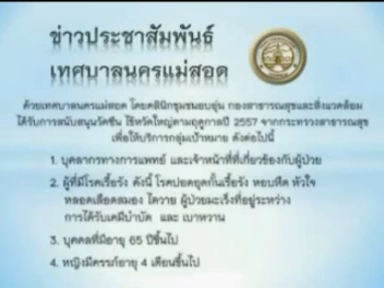 ข่าวประชาสัมพันธ์
เทศบาลนครแม่สอด
ด้วยเทศบาลนครแม่สอด โดยคลินิกชุมชนอบอุ่น กองสาธารณสุขและสิ่งแวดล้อม
ได้รับการสนับสนุนวัคซีน ไข้หวัดใหญ่ตามฤดูกาลปี 2557 จากกระทรวงสาธารณสุข
เพื่อให้บริการกลุ่มเป้าหมาย ดังต่อไปนี้
1. บุคลากรทางการแพทย์ และเจ้าหน้าที่ที่เกี่ยวข้องกับผู้ป่วย
2. ผู้ที่มีโรคเรื้อรัง ดังนี้ โรคปอดอุดกั้นเรื้อรัง หอบหืด หัวใจ
หลอดเลือดสมอง ไตวาย ผู้ป่วยมะเร็งที่อยู่ระหว่าง
การได้รับเคมีบำบัด และ เบาหวาน
3. บุคคลที่มีอายุ 65 ปีขึ้นไป
4. หญิงมีครรภ์อายุ 4 เดือนขึ้นไป